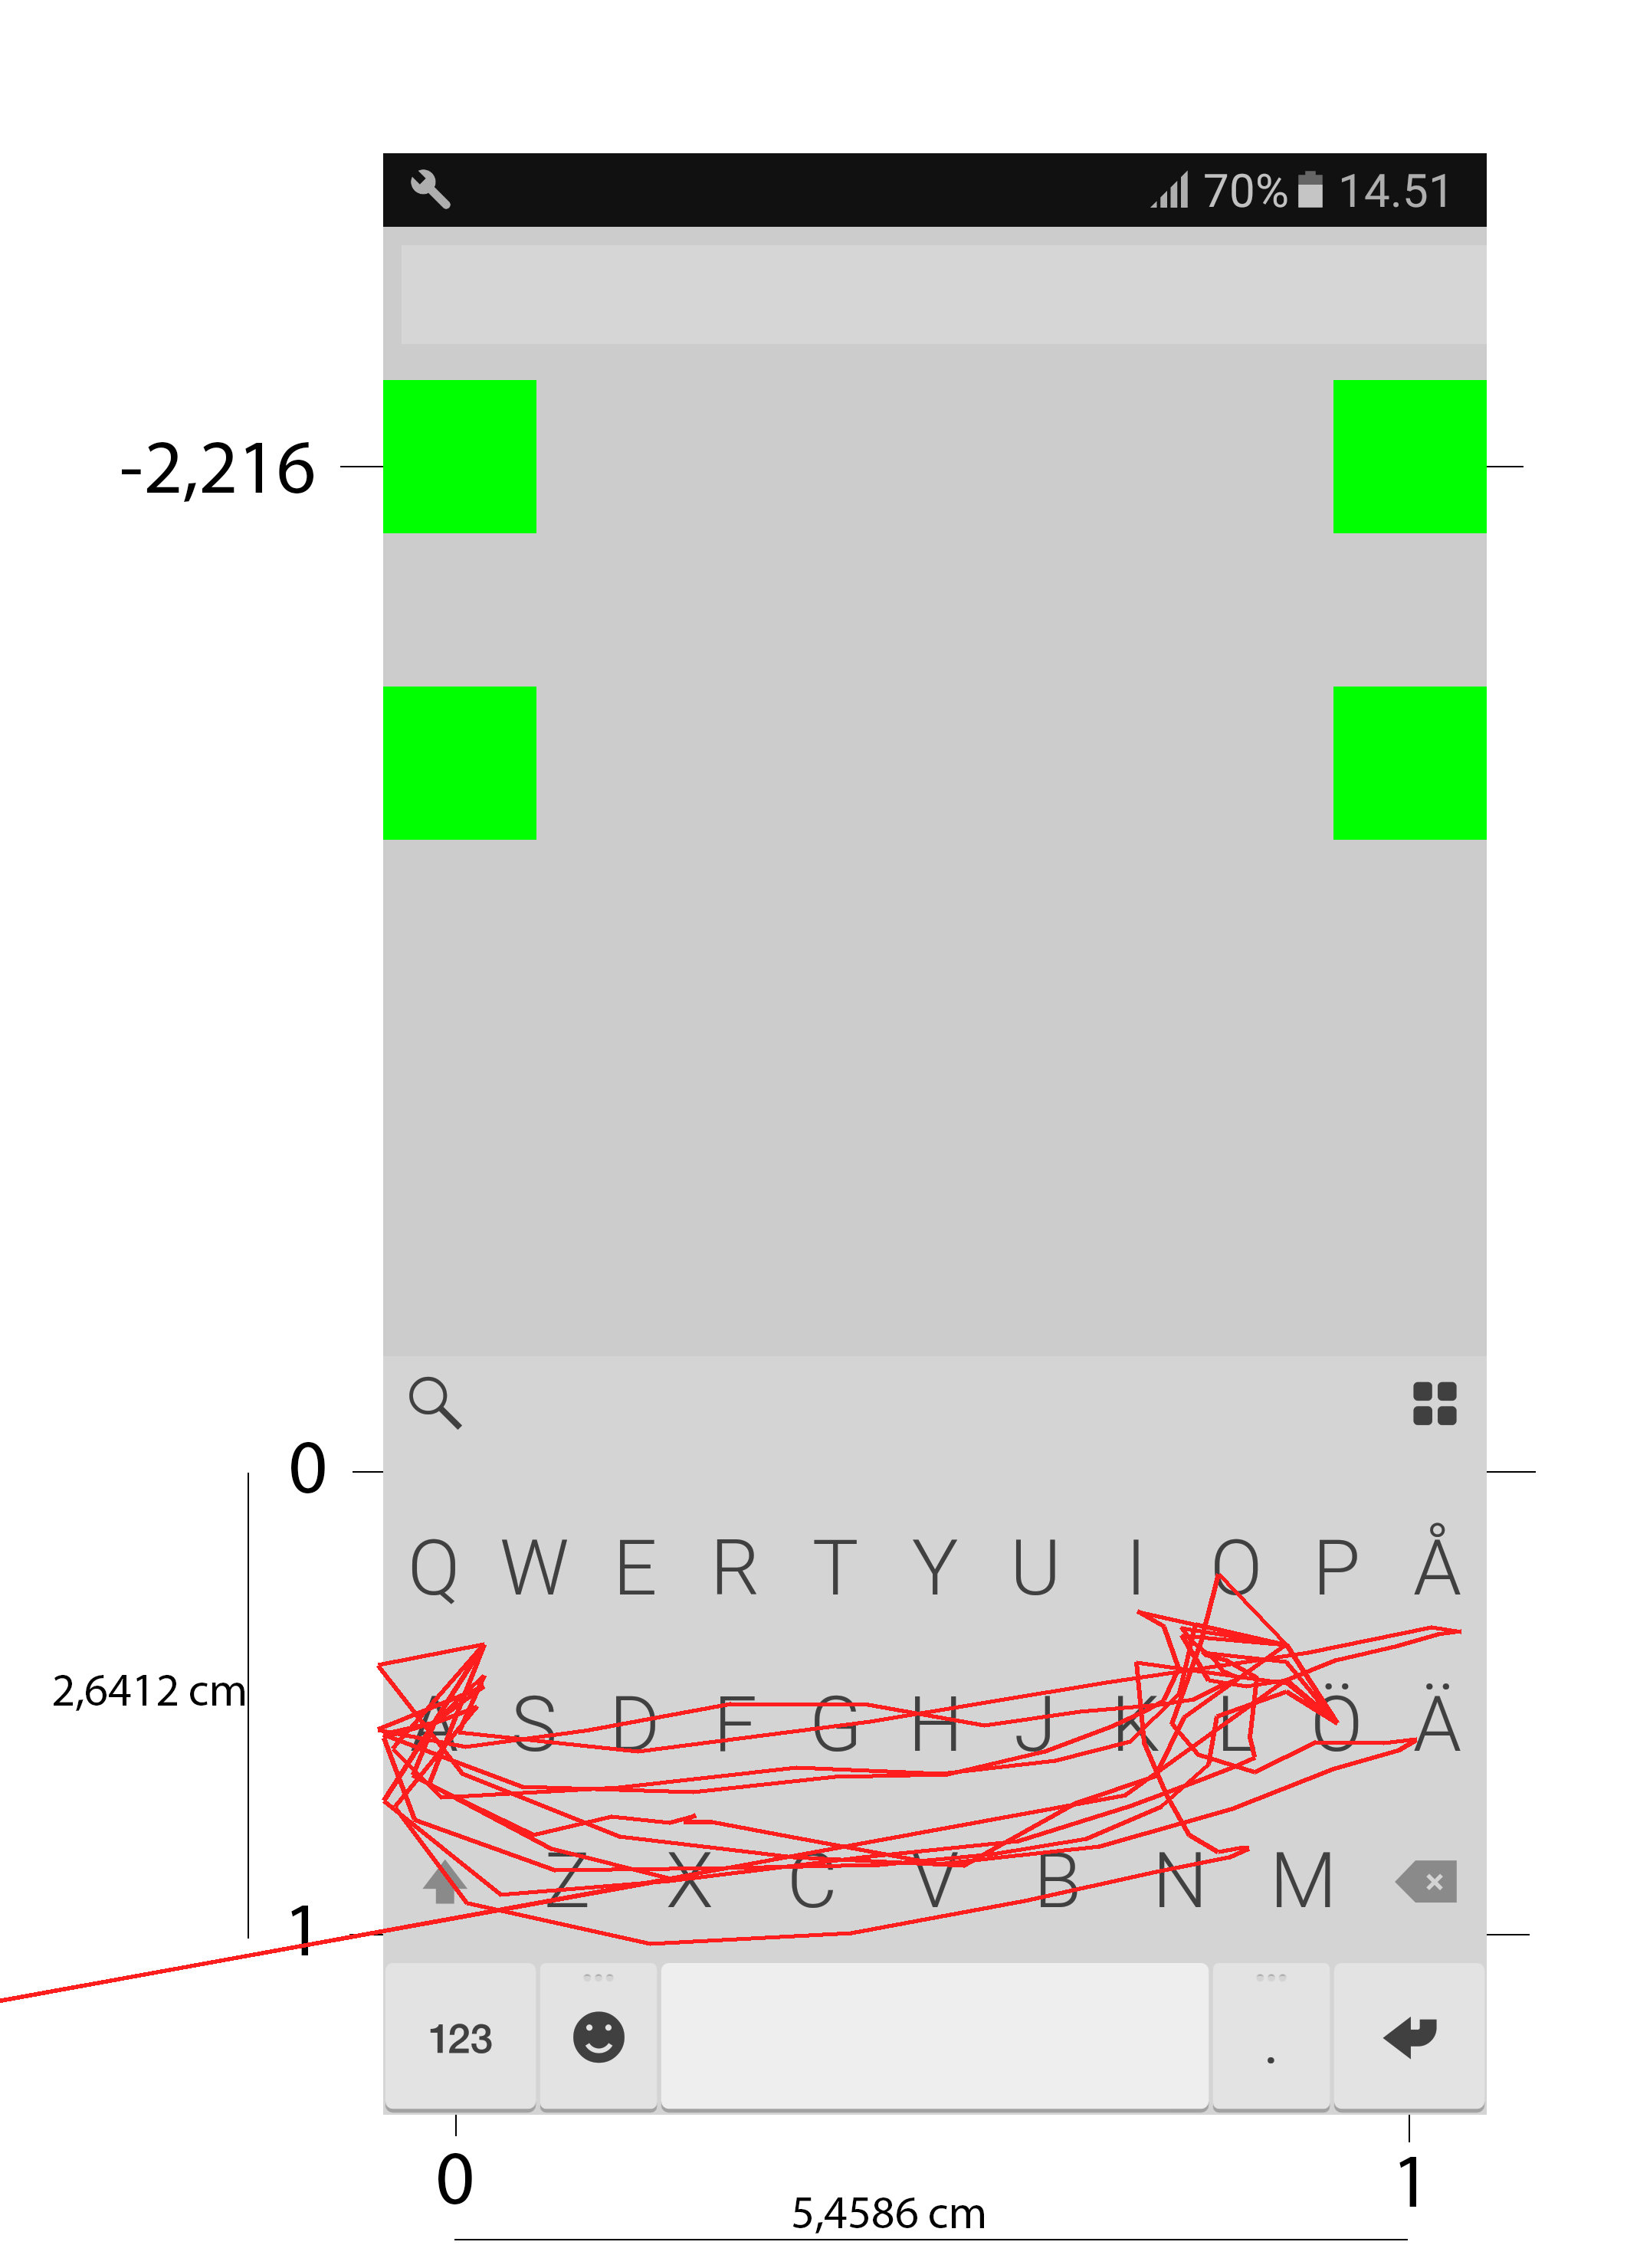 70% 14.51
-2,216
0
Q W E R T Y U I O P Å
2,6412 cm
A S D F G H J K L Ö Ä
Z X C V B N M
1
123 .
0 1
5,4586 cm